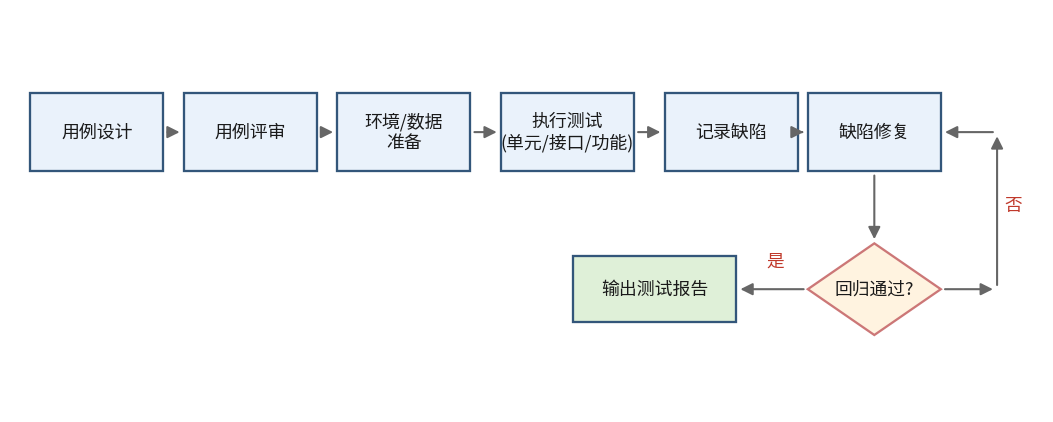 用例设计
用例评审
环境/数据
准备
执行测试
(单元/接口/功能)
记录缺陷
缺陷修复
否
是
输出测试报告
回归通过?